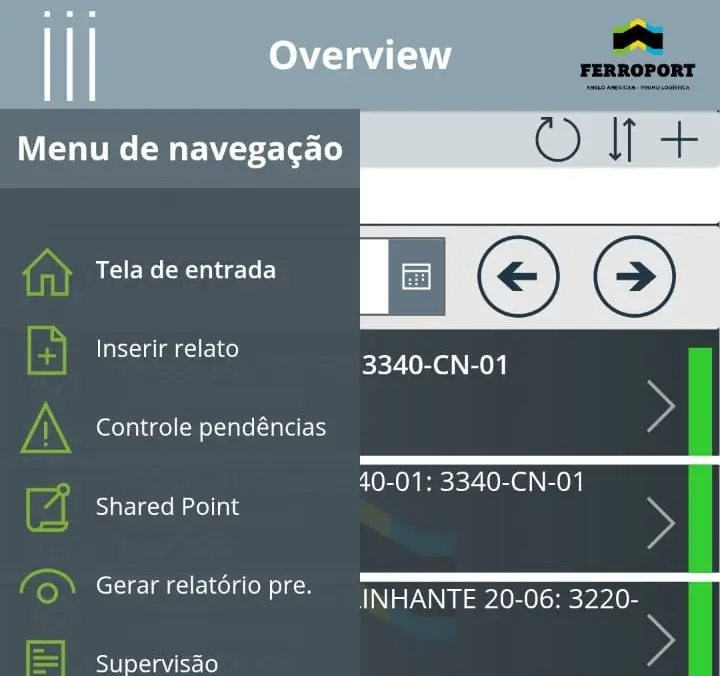 Overview
FERROPORT
ANGLO AMERICAN - PRUMO LOGÍSTICA
Menu de navegação
Tela de entrada
Inserir relato
Controle pendências
Shared Point
Gerar relatório pre.
Supervisão
3340-CN-01
40-01: 3340-CN-01
INHANTE 20-06: 3220-